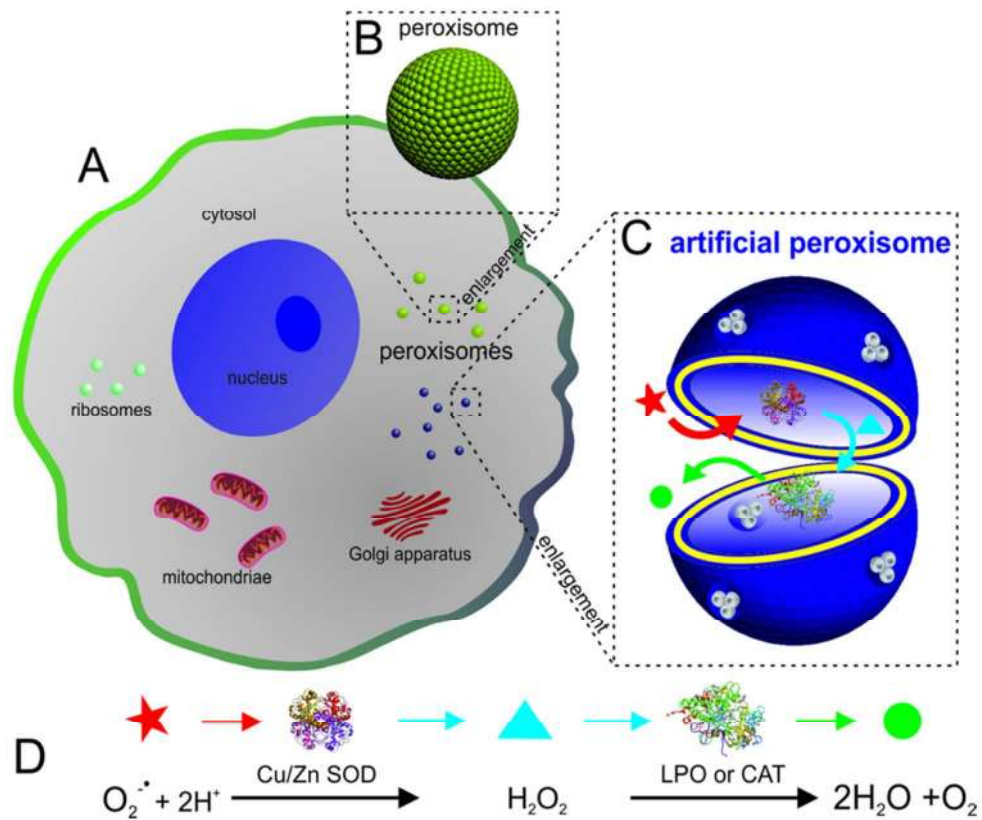 B
peroxisome
A
cytosol
enlargement
C
artificial peroxisome
peroxisomes
nucleus
ribosomes
Golgi apparatus
mitochondriae
enlargement
D
Cu/Zn SOD
LPO or CAT
O₂⁻• + 2H⁺
H₂O₂
2H₂O +O₂